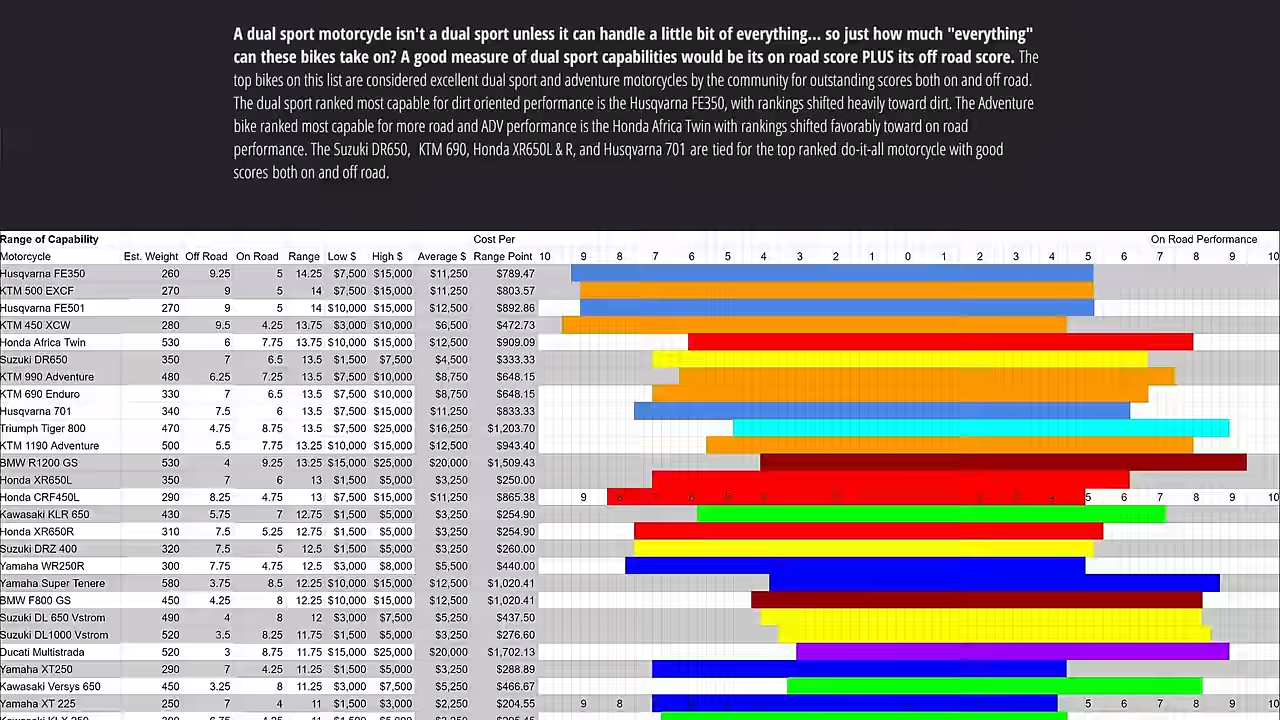 A dual sport motorcycle isn't a dual sport unless it can handle a little bit of everything... so just how much "everything"
can these bikes take on? A good measure of dual sport capabilities would be its on road score PLUS its off road score. The
top bikes on this list are considered excellent dual sport and adventure motorcycles by the community for outstanding scores both on and off road.
The dual sport ranked most capable for dirt oriented performance is the Husqvarna FE350, with rankings shifted heavily toward dirt. The Adventure
bike ranked most capable for more road and ADV performance is the Honda Africa Twin with rankings shifted favorably toward on road
performance. The Suzuki DR650, KTM 690, Honda XR650L & R, and Husqvarna 701 are tied for the top ranked do-it-all motorcycle with good
scores both on and off road.
Range of Capability Cost Per On Road Performance
Motorcycle Est. Weight Off Road On Road Range Low $ High $ Average $ Range Point 10 9 8 7 6 5 4 3 2 1 0 1 2 3 4 5 6 7 8 9 10
Husqvarna FE350 260 9.25 5 14.25 $7,500 $15,000 $11,250 $789.47
KTM 500 EXCF 270 9 5 14 $7,500 $15,000 $11,250 $803.57
Husqvarna FE501 270 9 5 14 $10,000 $15,000 $12,500 $892.86
KTM 450 XCW 280 9.5 4.25 13.75 $3,000 $10,000 $6,500 $472.73
Honda Africa Twin 530 6 7.75 13.75 $10,000 $15,000 $12,500 $909.09
Suzuki DR650 350 7 6.5 13.5 $1,500 $7,500 $4,500 $333.33
KTM 990 Adventure 480 6.25 7.25 13.5 $7,500 $10,000 $8,750 $648.15
KTM 690 Enduro 330 7 6.5 13.5 $7,500 $10,000 $8,750 $648.15
Husqvarna 701 340 7.5 6 13.5 $7,500 $15,000 $11,250 $833.33
Triumph Tiger 800 470 4.75 8.75 13.5 $7,500 $25,000 $16,250 $1,203.70
KTM 1190 Adventure 500 5.5 7.75 13.25 $10,000 $15,000 $12,500 $943.40
BMW R1200 GS 530 4 9.25 13.25 $15,000 $25,000 $20,000 $1,509.43
Honda XR650L 350 7 6 13 $1,500 $5,000 $3,250 $250.00
Honda CRF450L 290 8.25 4.75 13 $7,500 $15,000 $11,250 $865.38 9 8 7 6 5 4 3 2 1 1 2 3 4 5 6 7 8 9 10
Kawasaki KLR 650 430 5.75 7 12.75 $1,500 $5,000 $3,250 $254.90
Honda XR650R 310 7.5 5.25 12.75 $1,500 $5,000 $3,250 $254.90
Suzuki DRZ 400 320 7.5 5 12.5 $1,500 $5,000 $3,250 $260.00
Yamaha WR250R 300 7.75 4.75 12.5 $3,000 $8,000 $5,500 $440.00
Yamaha Super Tenere 580 3.75 8.5 12.25 $10,000 $15,000 $12,500 $1,020.41
BMW F800 GS 450 4.25 8 12.25 $10,000 $15,000 $12,500 $1,020.41
Suzuki DL 650 Vstrom 490 4 8 12 $3,000 $7,500 $5,250 $437.50
Suzuki DL1000 Vstrom 520 3.5 8.25 11.75 $1,500 $5,000 $3,250 $276.60
Ducati Multistrada 520 3 8.75 11.75 $15,000 $25,000 $20,000 $1,702.13
Yamaha XT250 290 7 4.25 11.25 $1,500 $5,000 $3,250 $288.89
Kawasaki Versys 650 450 3.25 8 11.25 $3,000 $7,500 $5,250 $466.67
Yamaha XT 225 250 7 4 11 $1,500 $3,000 $2,250 $204.55 9 8 5 6 7 8 9 10